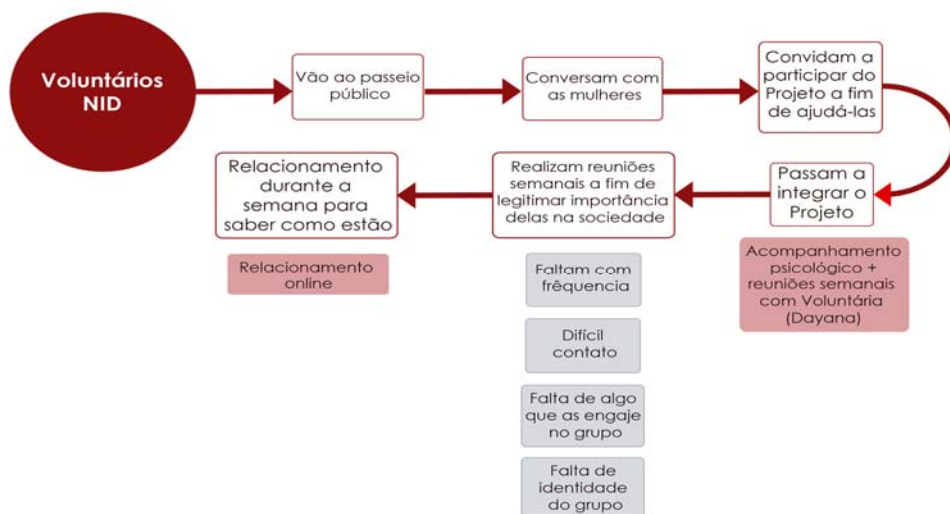 Voluntários
NID
Vão ao passeio
público
Conversam com
as mulheres
Convidam a
participar do
Projeto a fim
de ajudá-las
Passam a
integrar o
Projeto
Acompanhamento
psicológico +
reuniões semanais
com Voluntária
(Dayana)
Realizam reuniões
semanais a fim de
legitimar importância
delas na sociedade
Faltam com
frêquencia
Difícil
contato
Falta de algo
que as engaje
no grupo
Falta de
identidade
do grupo
Relacionamento
durante a
semana para
saber como estão
Relacionamento
online